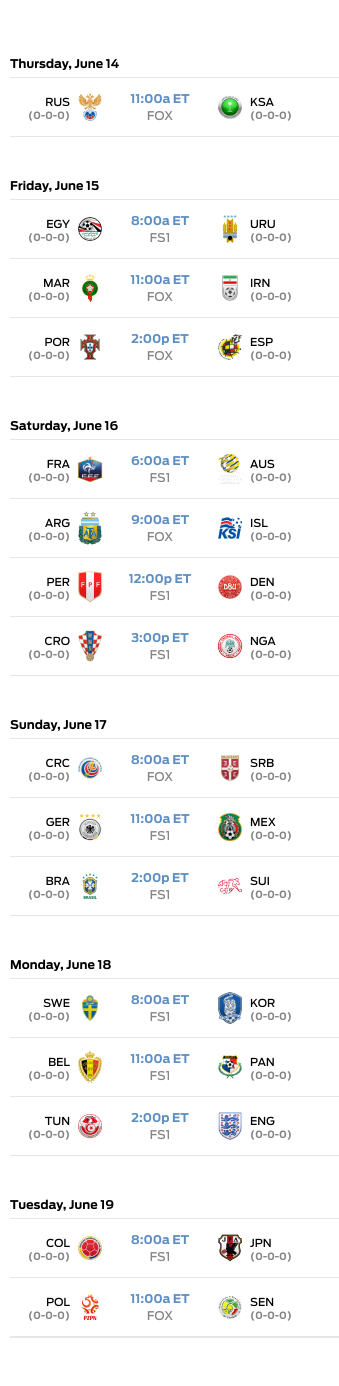 Thursday, June 14
RUS 11:00a ET KSA
(0-0-0) FOX (0-0-0)
Friday, June 15
EGY 8:00a ET URU
(0-0-0) FS1 (0-0-0)
MAR 11:00a ET IRN
(0-0-0) FOX (0-0-0)
POR 2:00p ET ESP
(0-0-0) FOX (0-0-0)
Saturday, June 16
FRA 6:00a ET AUS
(0-0-0) FS1 (0-0-0)
FFF
ARG 9:00a ET ISL
(0-0-0) FOX KSÍ (0-0-0)
PER FPF 12:00p ET DBU DEN
(0-0-0) FS1 (0-0-0)
CRO 3:00p ET NGA
(0-0-0) FS1 (0-0-0)
Sunday, June 17
CRC 8:00a ET SRB
(0-0-0) FOX (0-0-0)
GER 11:00a ET MEX
(0-0-0) FS1 (0-0-0)
BRA 2:00p ET SUI
(0-0-0) FS1 (0-0-0)
BRASIL
Monday, June 18
SWE 8:00a ET KOR
(0-0-0) FS1 (0-0-0)
BEL 11:00a ET PAN
(0-0-0) FS1 (0-0-0)
TUN 2:00p ET ENG
(0-0-0) FS1 (0-0-0)
Tuesday, June 19
COL 8:00a ET JPN
(0-0-0) FS1 (0-0-0)
POL 11:00a ET SEN
(0-0-0) FOX (0-0-0)
PZPN